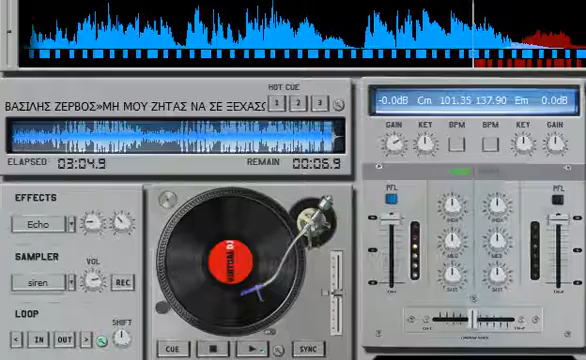 HOT CUE
ΒΑΣΙΛΗΣ ΖΕΡΒΟΣ»ΜΗ ΜΟΥ ΖΗΤΑΣ ΝΑ ΣΕ ΞΕΧΑΣΩ
1 2 3
ELAPSED 03:04.9 REMAIN 00:06.9
-0.0dB Cm 101.35 137.90 Em 0.0dB
GAIN KEY BPM BPM KEY GAIN
EFFECTS
Echo
SAMPLER
VOL
siren
REC
LOOP
SHIFT
< IN OUT >
VIRTUAL DJ
CUE
SYNC
PFL PFL